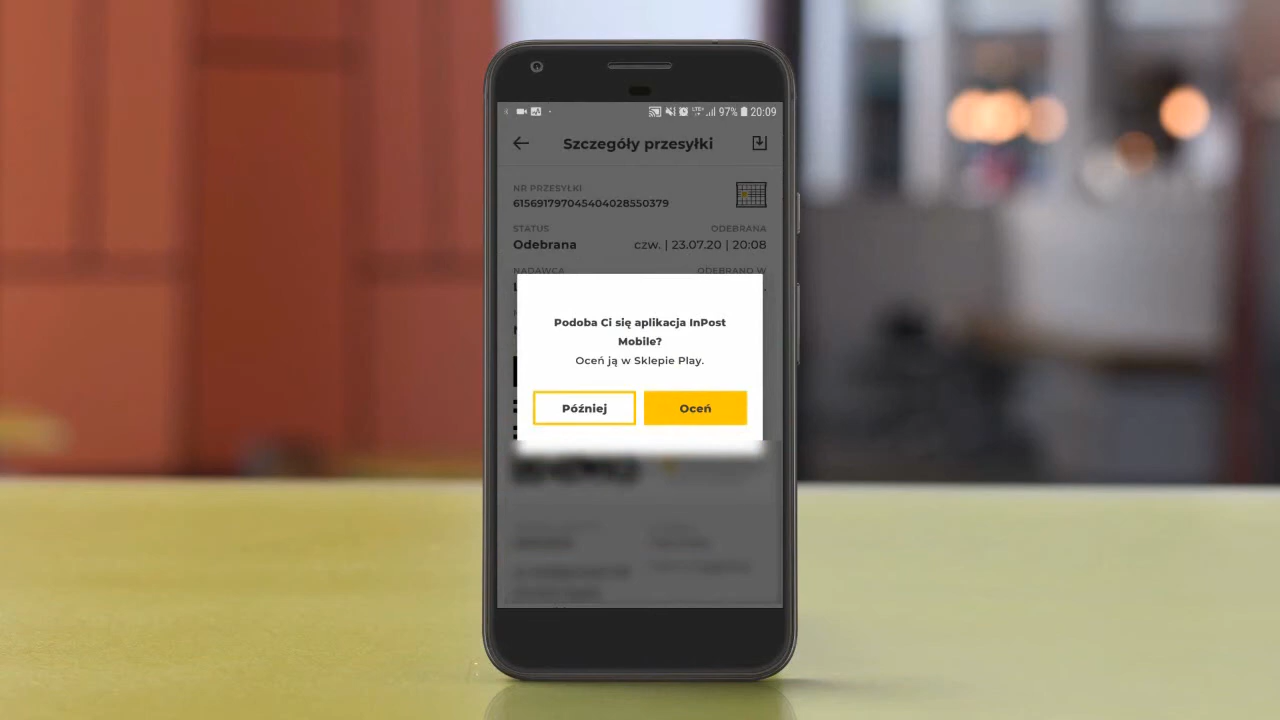 LTE+ 97% 20:09
Szczegóły przesyłki
NR PRZESYŁKI
615691797045404028550379
STATUS ODEBRANA
Odebrana czw. | 23.07.20 | 20:08
NADAWCA ODEBRANO W
Podoba Ci się aplikacja InPost
Mobile?
Oceń ją w Sklepie Play.
Później Oceń